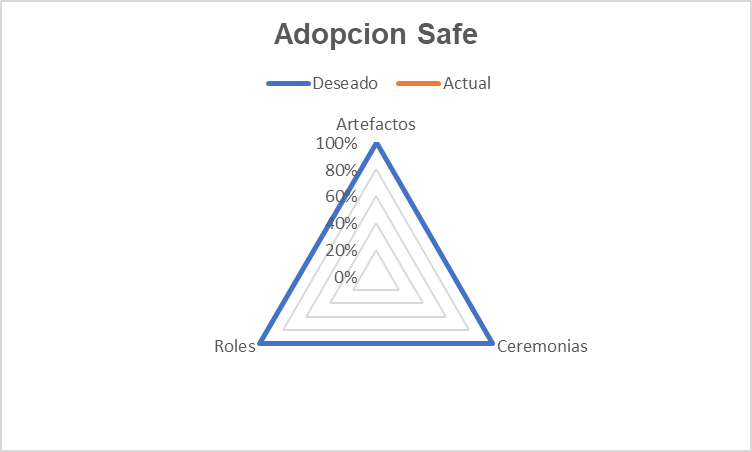 Adopcion Safe
Deseado Actual
Artefactos
100%
80%
60%
40%
20%
0%
Roles Ceremonias